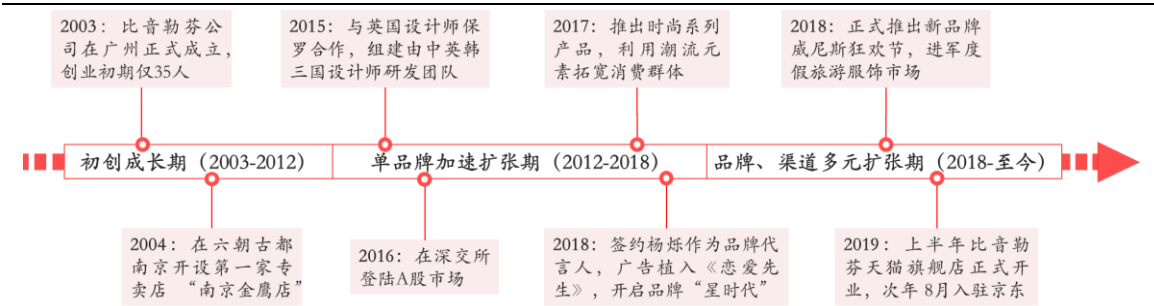 2003：比音勒芬公
司在广州正式成立，
创业初期仅35人
2015：与英国设计师保
罗合作，组建由中英韩
三国设计师研发团队
2017：推出时尚系列
产品，利用潮流元
素拓宽消费群体
2018：正式推出新品牌
威尼斯狂欢节，进军度
假旅游服饰市场
初创成长期（2003-2012）
单品牌加速扩张期（2012-2018）
品牌、渠道多元扩张期（2018-至今）
2004：在六朝古都
南京开设第一家专
卖店 “南京金鹰店”
2016：在深交所
登陆A股市场
2018：签约杨烁作为品牌代
言人，广告植入《恋爱先
生》，开启品牌“星时代”
2019：上半年比音勒
芬天猫旗舰店正式开
业，次年 8月入驻京东